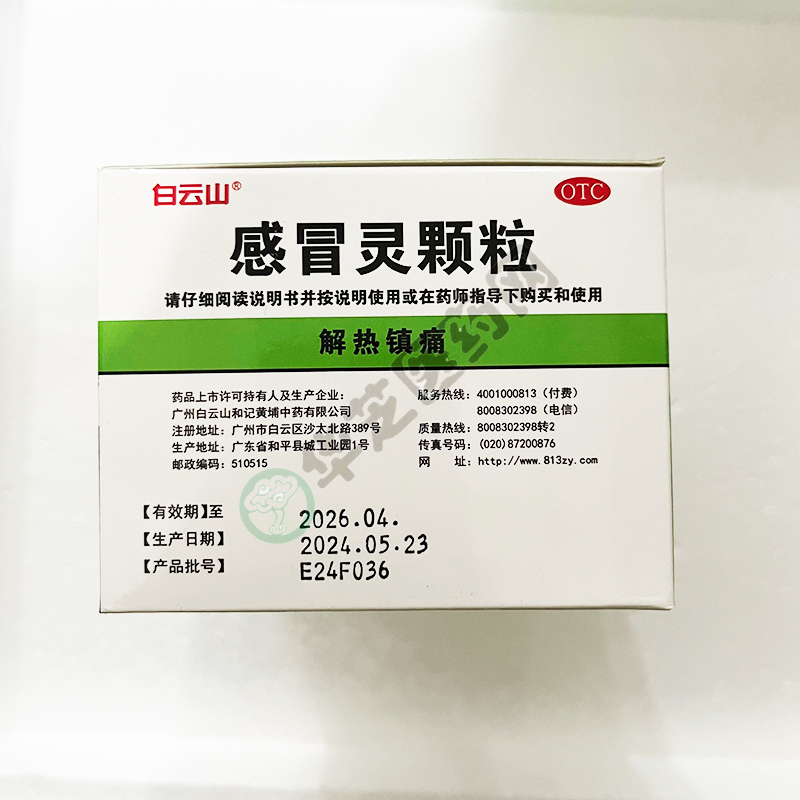 白云山®
OTC
感冒灵颗粒
请仔细阅读说明书并按说明使用或在药师指导下购买和使用
解热镇痛
药品上市许可持有人及生产企业：
广州白云山和记黄埔中药有限公司
注册地址：广州市白云区沙太北路389号
生产地址：广东省和平县城工业园1号
邮政编码：510515
服务热线：4001000813（付费）
8008302398（电信）
质量热线：8008302398转2
传真号码：(020)87200876
网 址：http://www.813zy.com
【有效期】至 2026.04.
【生产日期】 2024.05.23
【产品批号】 E24F036
华芝医药网